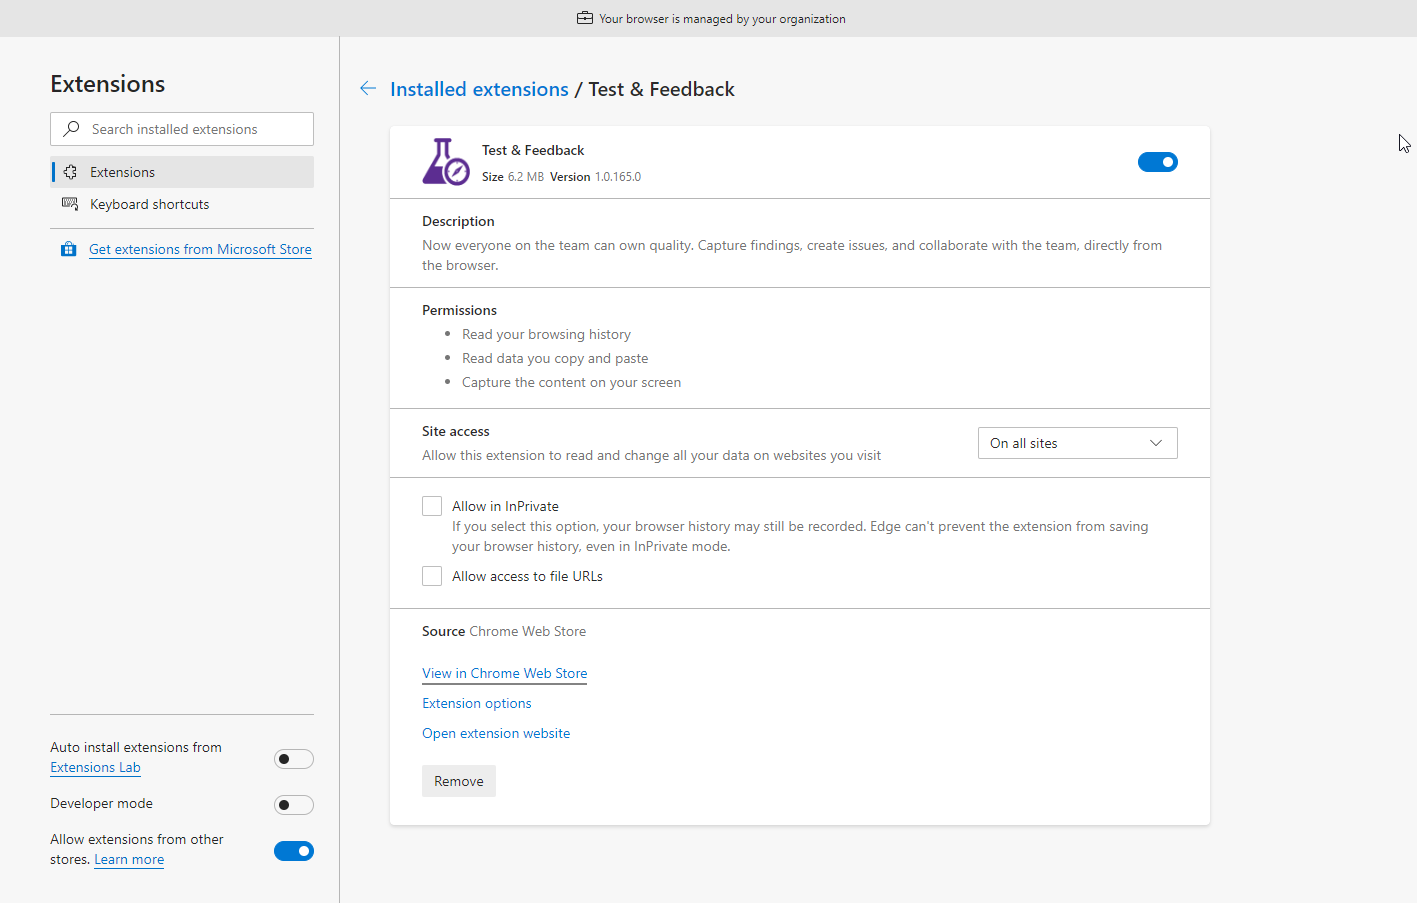 Your browser is managed by your organization
Extensions
Search installed extensions
Extensions
Keyboard shortcuts
Get extensions from Microsoft Store
Auto install extensions from
Extensions Lab
Developer mode
Allow extensions from other
stores. Learn more
Installed extensions / Test & Feedback
Test & Feedback
Size 6.2 MB Version 1.0.165.0
Description
Now everyone on the team can own quality. Capture findings, create issues, and collaborate with the team, directly from
the browser.
Permissions
• Read your browsing history
• Read data you copy and paste
• Capture the content on your screen
Site access
Allow this extension to read and change all your data on websites you visit
On all sites
Allow in InPrivate
If you select this option, your browser history may still be recorded. Edge can't prevent the extension from saving
your browser history, even in InPrivate mode.
Allow access to file URLs
Source Chrome Web Store
View in Chrome Web Store
Extension options
Open extension website
Remove